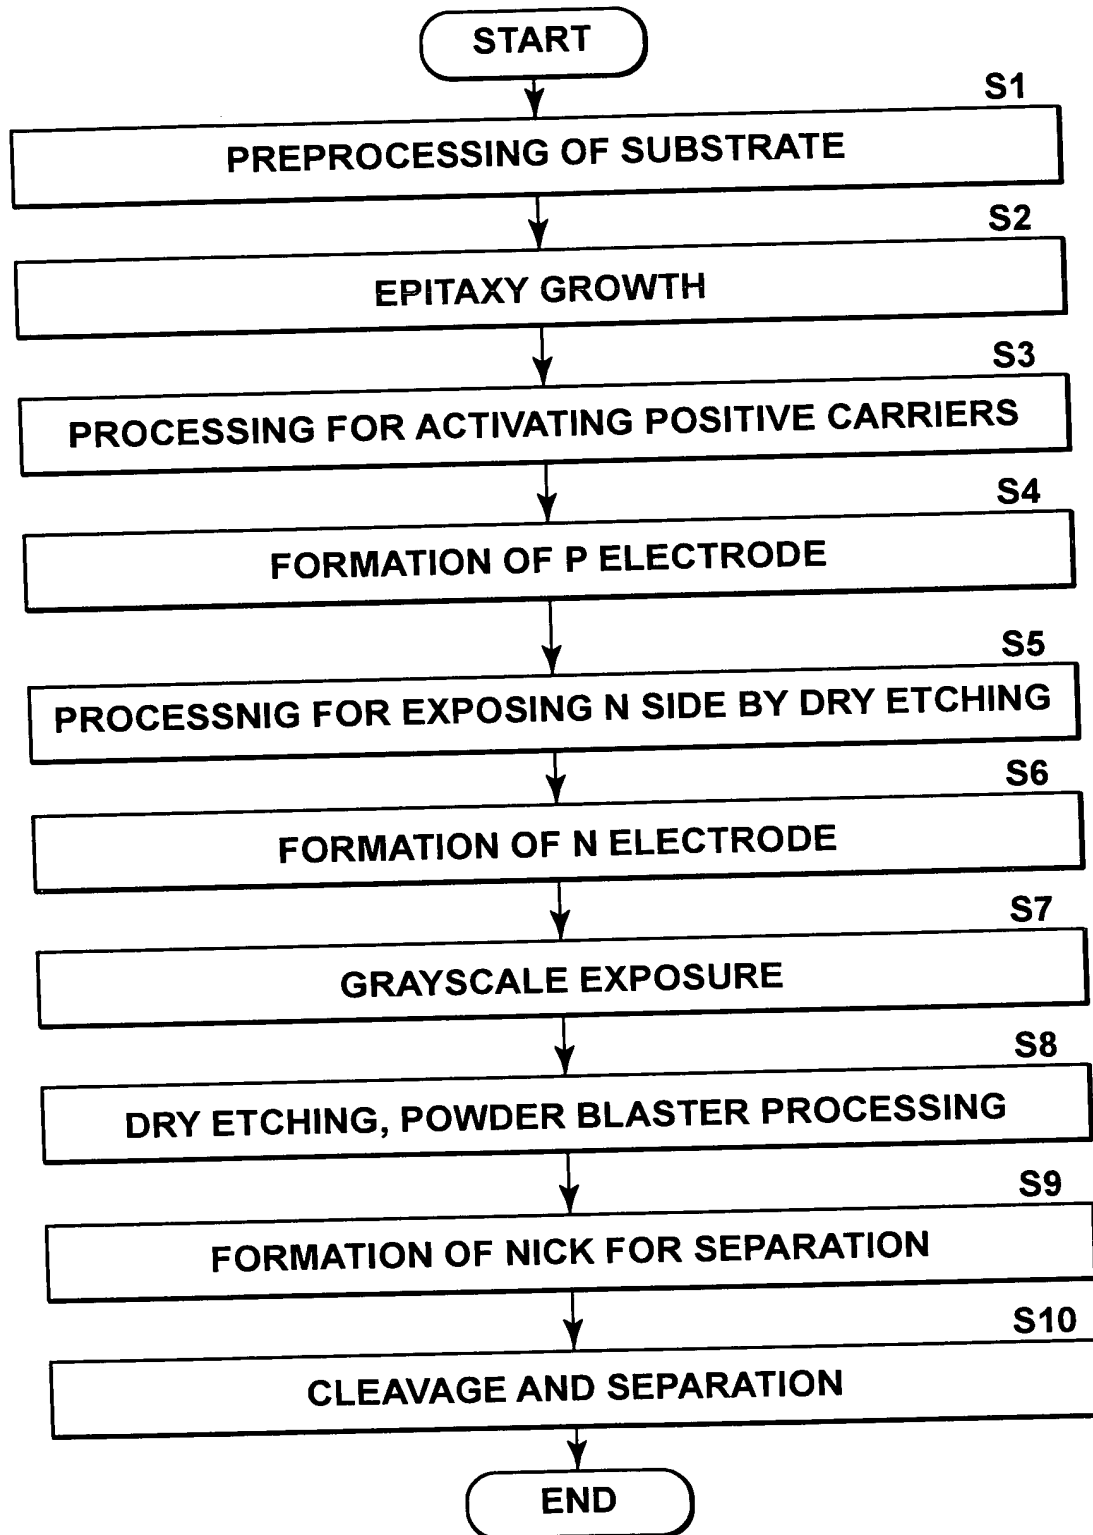 START
S1
PREPROCESSING OF SUBSTRATE
S2
EPITAXY GROWTH
S3
PROCESSING FOR ACTIVATING POSITIVE CARRIERS
S4
FORMATION OF P ELECTRODE
S5
PROCESSNIG FOR EXPOSING N SIDE BY DRY ETCHING
S6
FORMATION OF N ELECTRODE
S7
GRAYSCALE EXPOSURE
S8
DRY ETCHING, POWDER BLASTER PROCESSING
S9
FORMATION OF NICK FOR SEPARATION
S10
CLEAVAGE AND SEPARATION
END